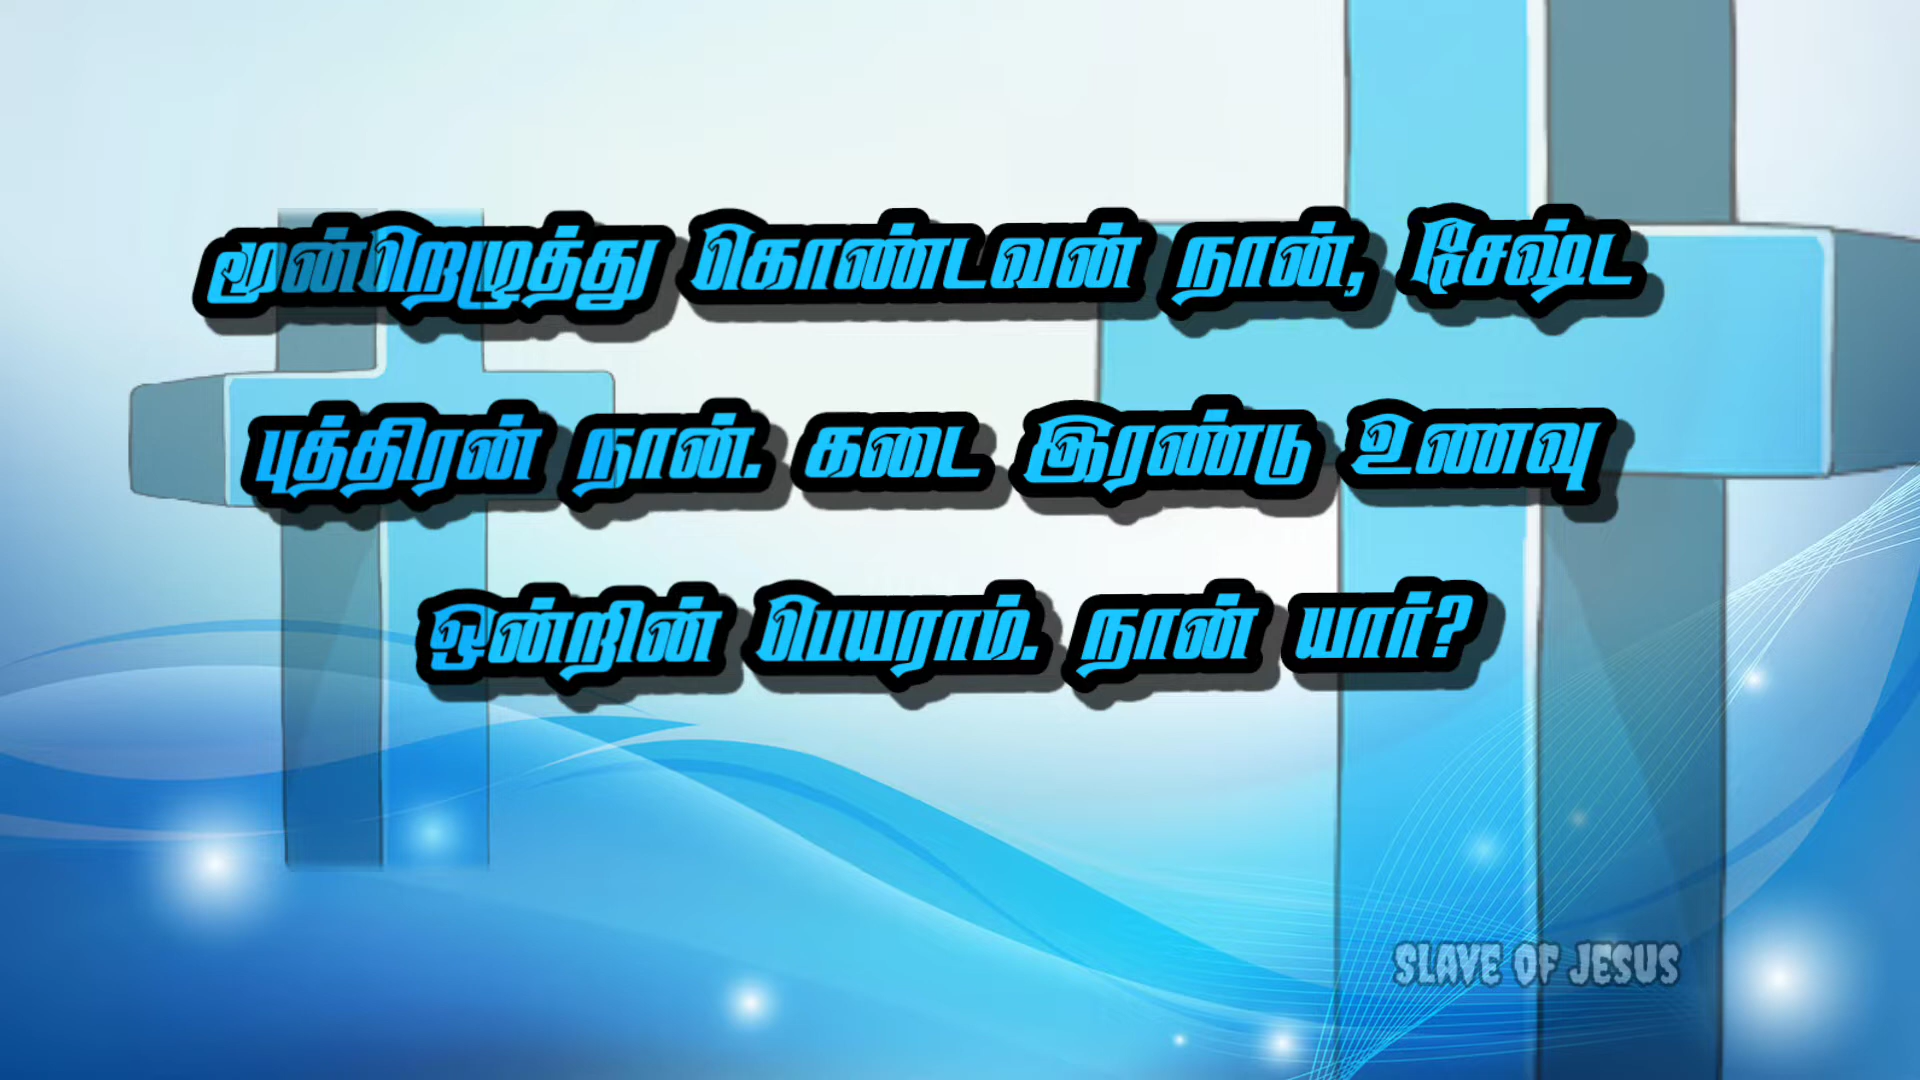 மூன்றெழுத்து கொண்டவன் நான், சேஷ்ட
புத்திரன் நான். கடை இரண்டு உணவு
ஒன்றின் பெயராம். நான் யார்?
SLAVE OF JESUS